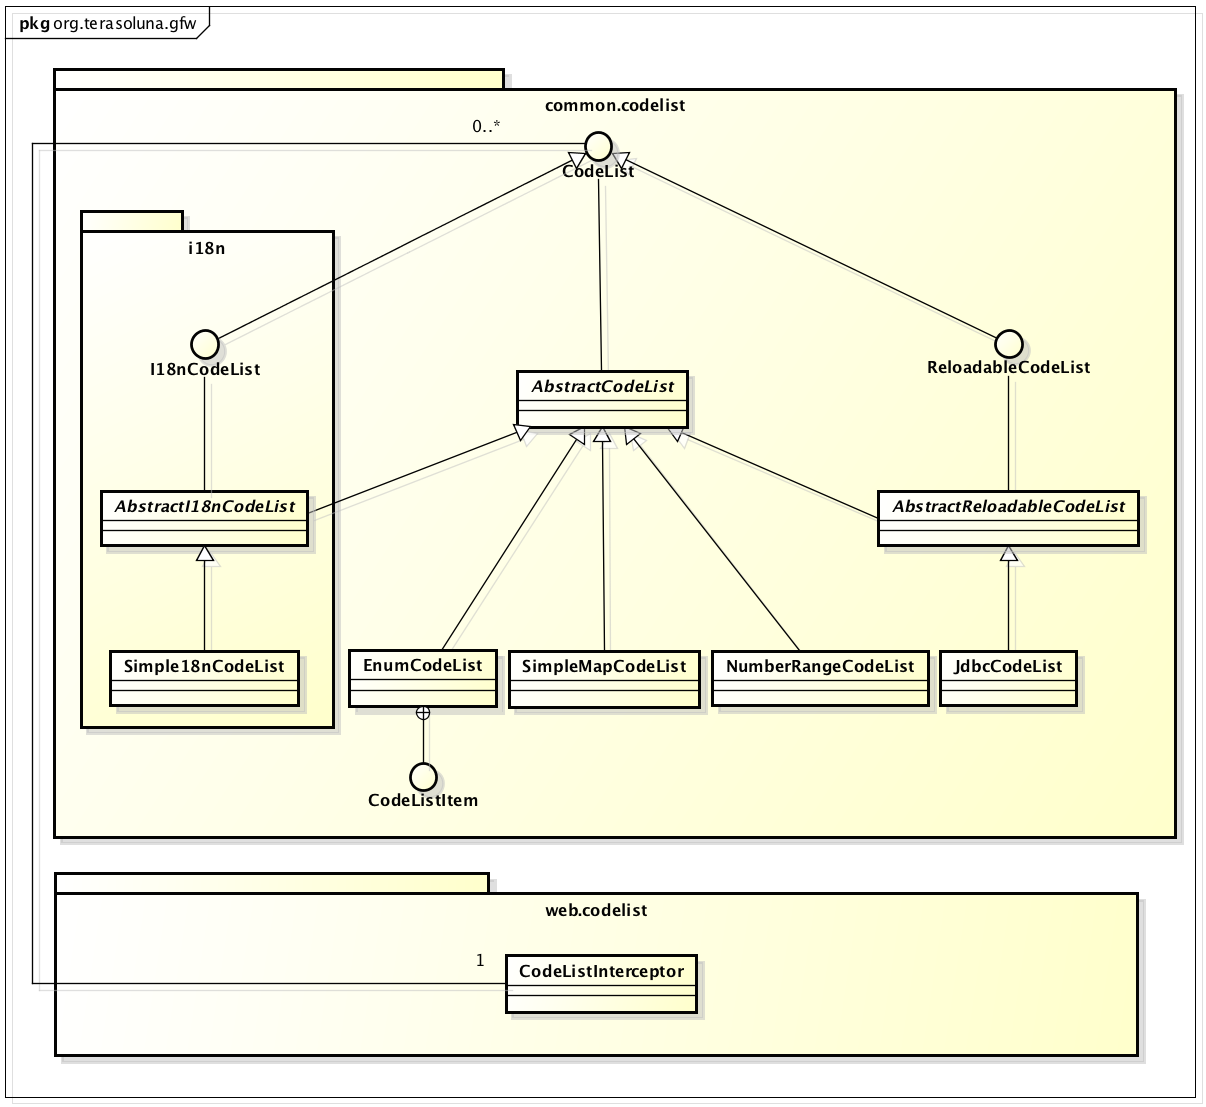 pkg org.terasoluna.gfw
common.codelist
0..*
CodeList
i18n
I18nCodeList
ReloadableCodeList
AbstractCodeList
AbstractI18nCodeList
AbstractReloadableCodeList
Simple18nCodeList
EnumCodeList
SimpleMapCodeList
NumberRangeCodeList
JdbcCodeList
CodeListItem
web.codelist
1
CodeListInterceptor